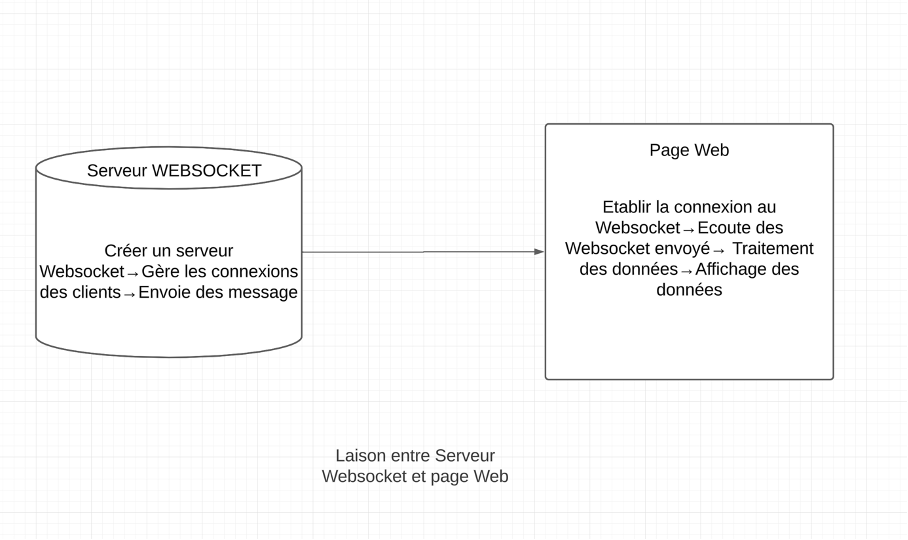 Serveur WEBSOCKET
Créer un serveur
Websocket→Gère les connexions
des clients→Envoie des message
Page Web
Etablir la connexion au
Websocket→Ecoute des
Websocket envoyé→ Traitement
des données→Affichage des
données
Laison entre Serveur
Websocket et page Web